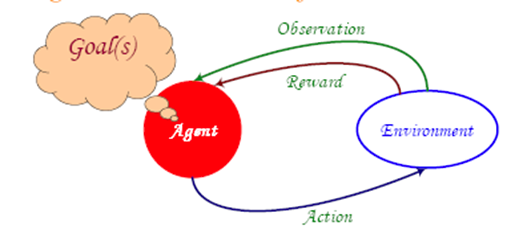 Goal(s)
Observation
Reward
Agent
Environment
Action